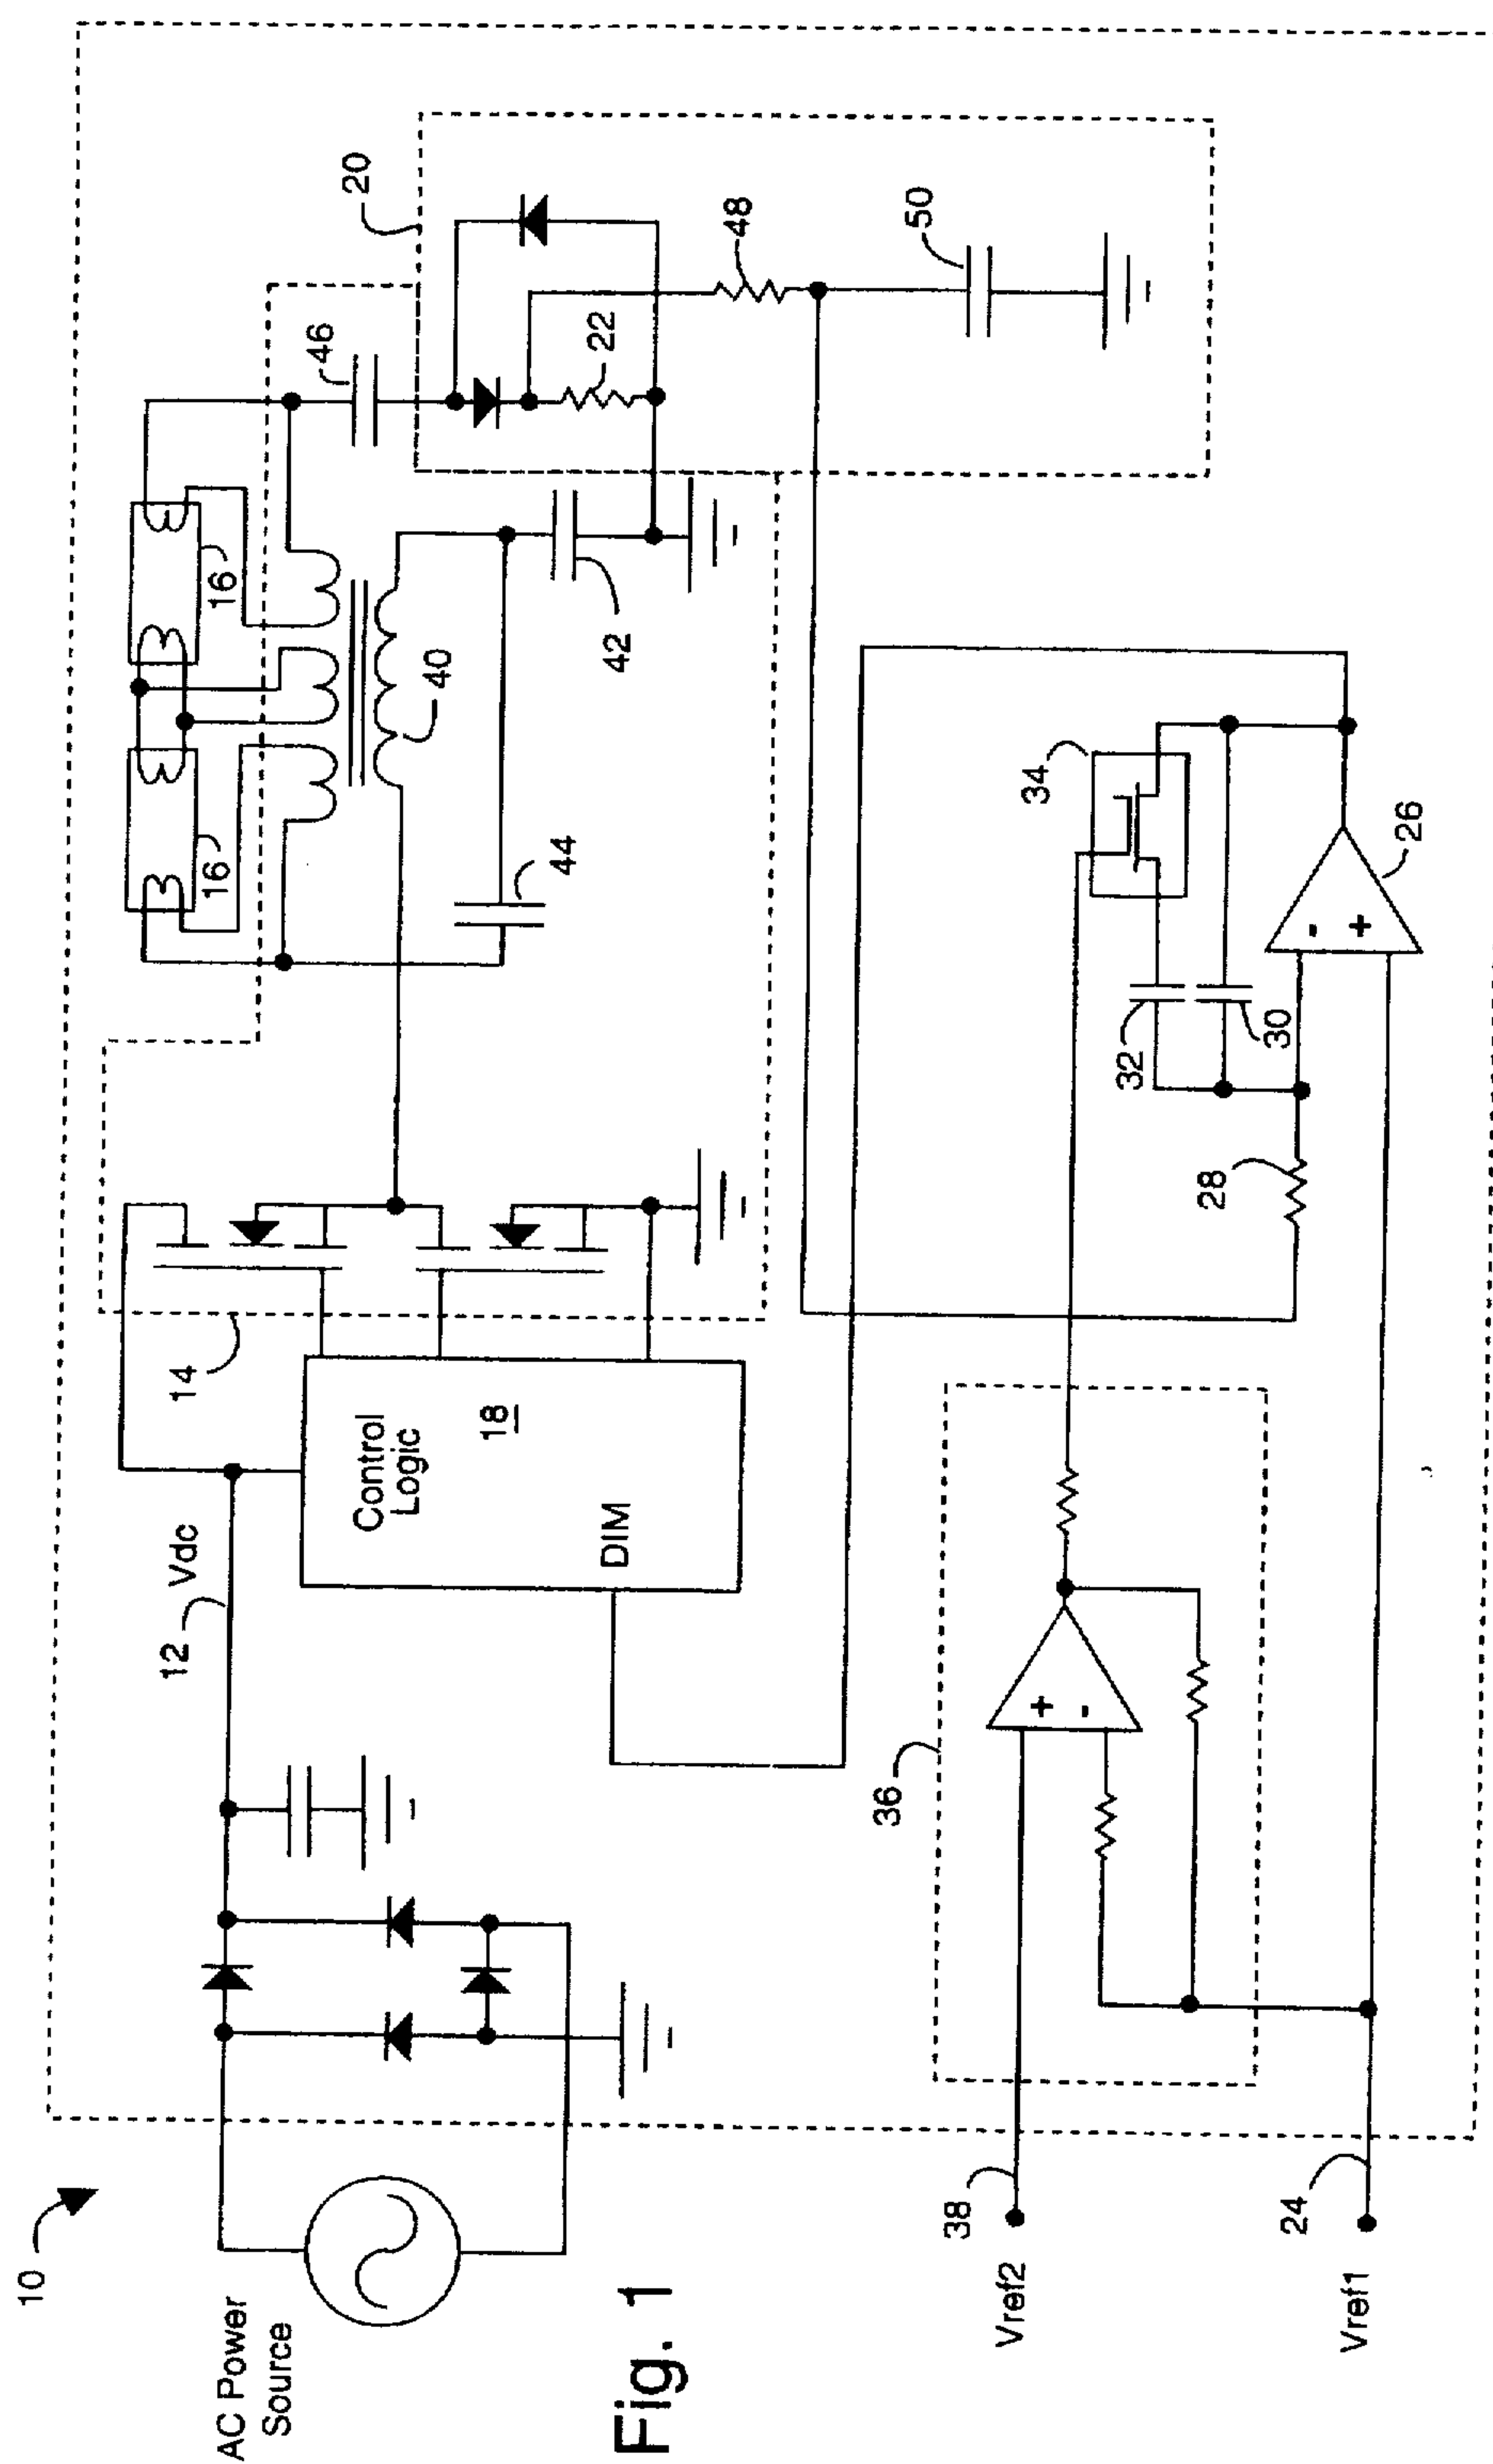 10
AC Power
Source
12
Vdc
14
16
16
20
46
22
48
50
40
42
44
Control
Logic
18
DIM
34
32
30
26
-
+
28
36
+
-
38
Vref2
24
Vref1
Fig. 1